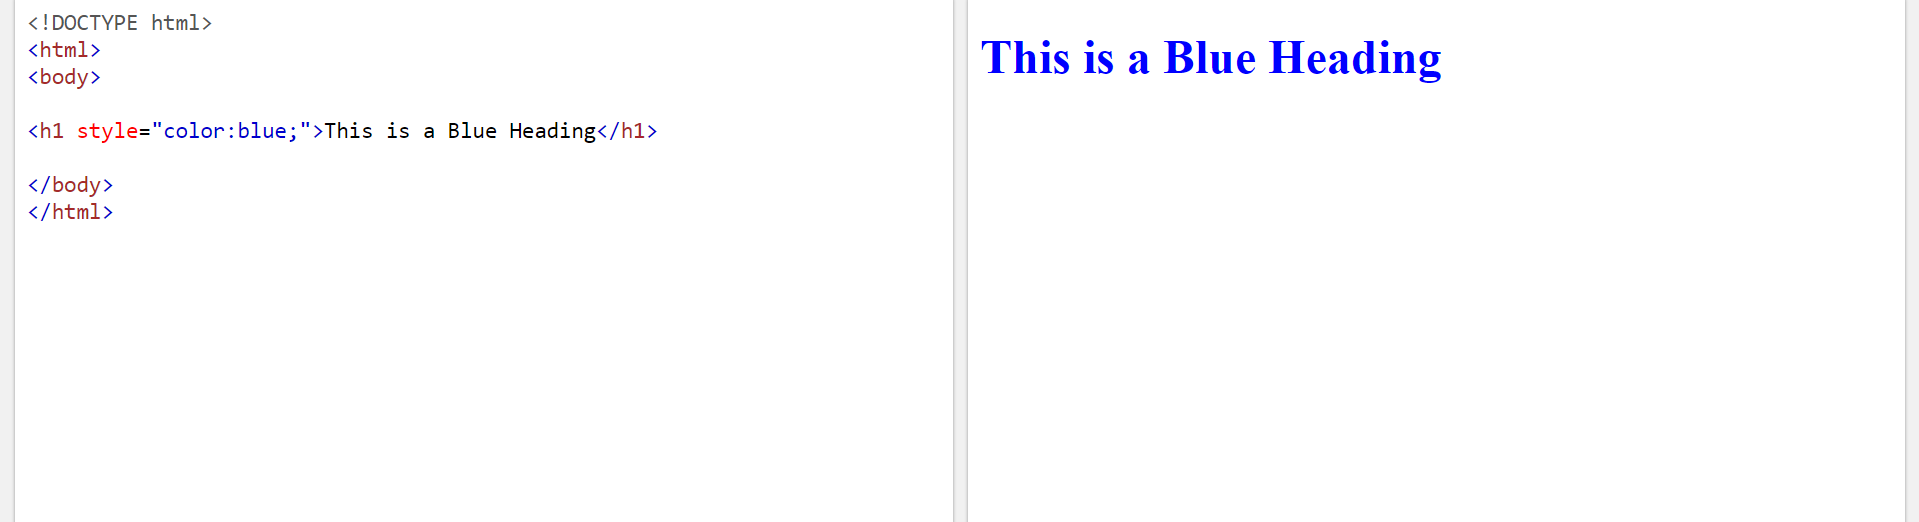 <!DOCTYPE html>
<html>
<body>
<h1 style="color:blue;">This is a Blue Heading</h1>
</body>
</html>
This is a Blue Heading